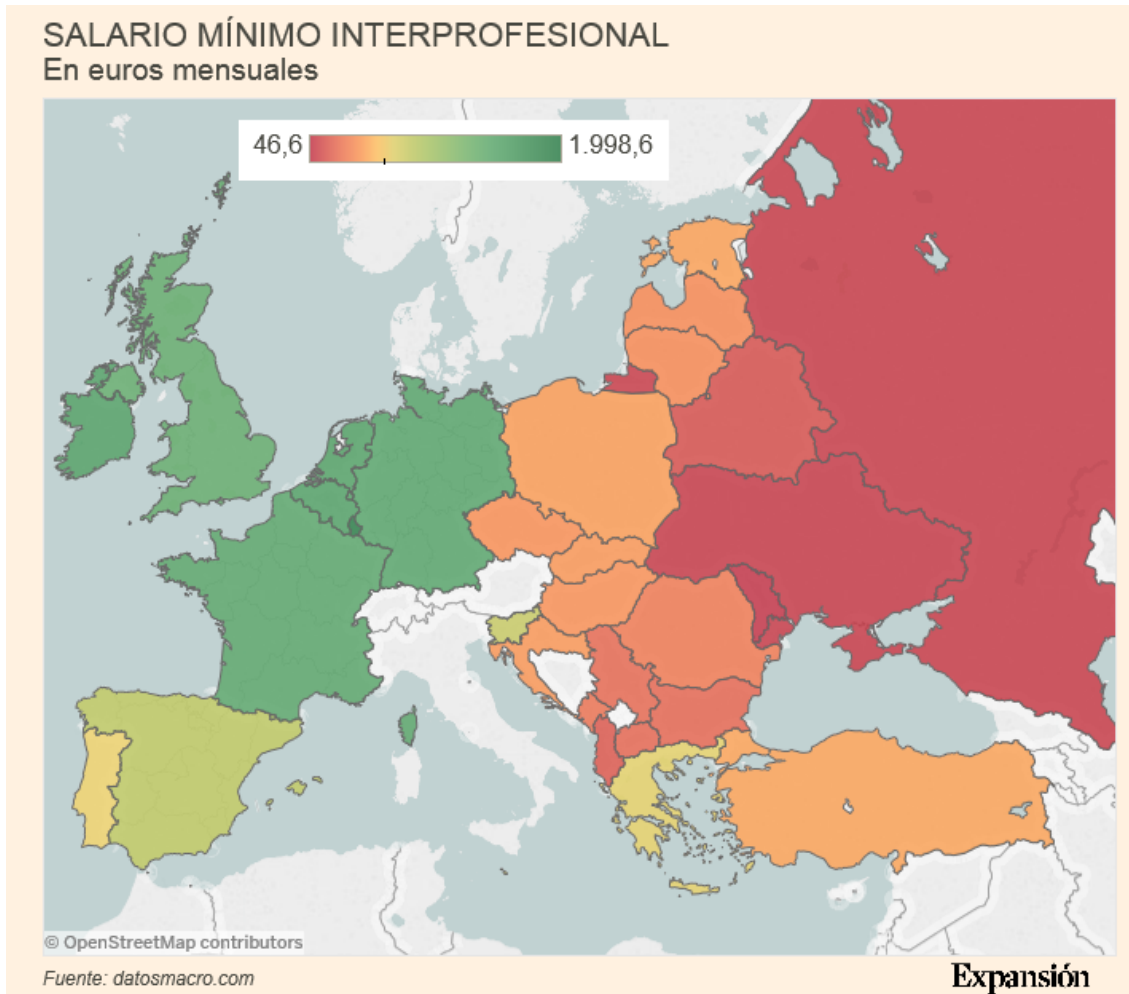 SALARIO MÍNIMO INTERPROFESIONAL
En euros mensuales
46,6 1.998,6
© OpenStreetMap contributors
Fuente: datosmacro.com
Expansión